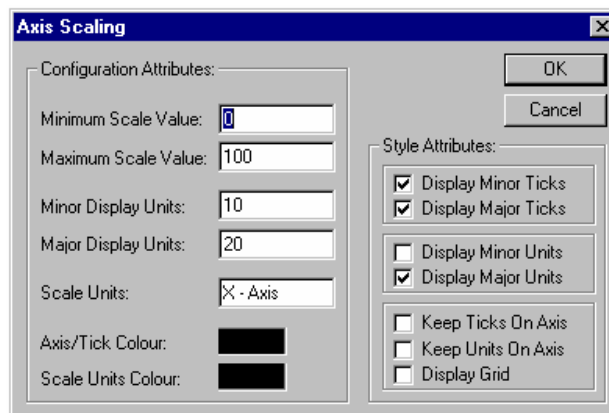 Axis Scaling
Configuration Attributes:
Minimum Scale Value: 0
Maximum Scale Value: 100
Minor Display Units: 10
Major Display Units: 20
Scale Units: X - Axis
Axis/Tick Colour:
Scale Units Colour:
OK
Cancel
Style Attributes:
Display Minor Ticks
Display Major Ticks
Display Minor Units
Display Major Units
Keep Ticks On Axis
Keep Units On Axis
Display Grid